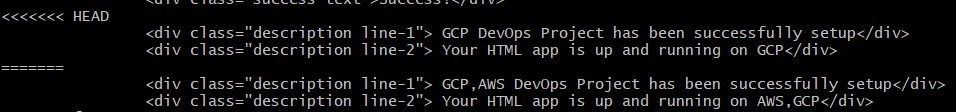 <div class="success-text">Success!</div>
<<<<<<< HEAD
<div class="description line-1"> GCP DevOps Project has been successfully setup</div>
<div class="description line-2"> Your HTML app is up and running on GCP</div>
=======
<div class="description line-1"> GCP,AWS DevOps Project has been successfully setup</div>
<div class="description line-2"> Your HTML app is up and running on AWS,GCP</div>